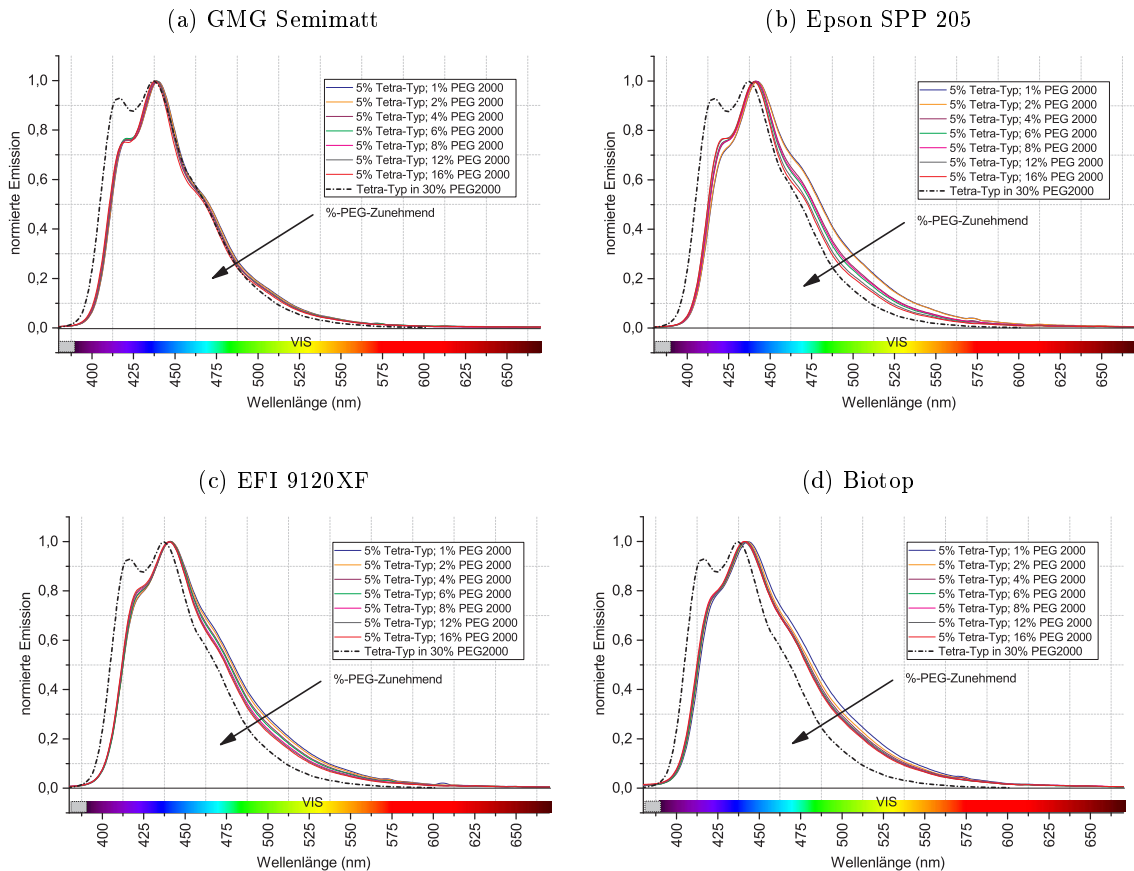 (a) GMG Semimatt
normierte Emission
1,0
0,8
0,6
0,4
0,2
0,0
5% Tetra-Typ; 1% PEG 2000
5% Tetra-Typ; 2% PEG 2000
5% Tetra-Typ; 4% PEG 2000
5% Tetra-Typ; 6% PEG 2000
5% Tetra-Typ; 8% PEG 2000
5% Tetra-Typ; 12% PEG 2000
5% Tetra-Typ; 16% PEG 2000
Tetra-Typ in 30% PEG2000
%-PEG-Zunehmend
VIS
400 425 450 475 500 525 550 575 600 625 650
Wellenlänge (nm)
(b) Epson SPP 205
normierte Emission
1,0
0,8
0,6
0,4
0,2
0,0
5% Tetra-Typ; 1% PEG 2000
5% Tetra-Typ; 2% PEG 2000
5% Tetra-Typ; 4% PEG 2000
5% Tetra-Typ; 6% PEG 2000
5% Tetra-Typ; 8% PEG 2000
5% Tetra-Typ; 12% PEG 2000
5% Tetra-Typ; 16% PEG 2000
Tetra-Typ in 30% PEG2000
%-PEG-Zunehmend
VIS
400 425 450 475 500 525 550 575 600 625 650
Wellenlänge (nm)
(c) EFI 9120XF
normierte Emission
1,0
0,8
0,6
0,4
0,2
0,0
5% Tetra-Typ; 1% PEG 2000
5% Tetra-Typ; 2% PEG 2000
5% Tetra-Typ; 4% PEG 2000
5% Tetra-Typ; 6% PEG 2000
5% Tetra-Typ; 8% PEG 2000
5% Tetra-Typ; 12% PEG 2000
5% Tetra-Typ; 16% PEG 2000
Tetra-Typ in 30% PEG2000
%-PEG-Zunehmend
VIS
400 425 450 475 500 525 550 575 600 625 650
Wellenlänge (nm)
(d) Biotop
normierte Emission
1,0
0,8
0,6
0,4
0,2
0,0
5% Tetra-Typ; 1% PEG 2000
5% Tetra-Typ; 2% PEG 2000
5% Tetra-Typ; 4% PEG 2000
5% Tetra-Typ; 6% PEG 2000
5% Tetra-Typ; 8% PEG 2000
5% Tetra-Typ; 12% PEG 2000
5% Tetra-Typ; 16% PEG 2000
Tetra-Typ in 30% PEG2000
%-PEG-Zunehmend
VIS
400 425 450 475 500 525 550 575 600 625 650
Wellenlänge (nm)